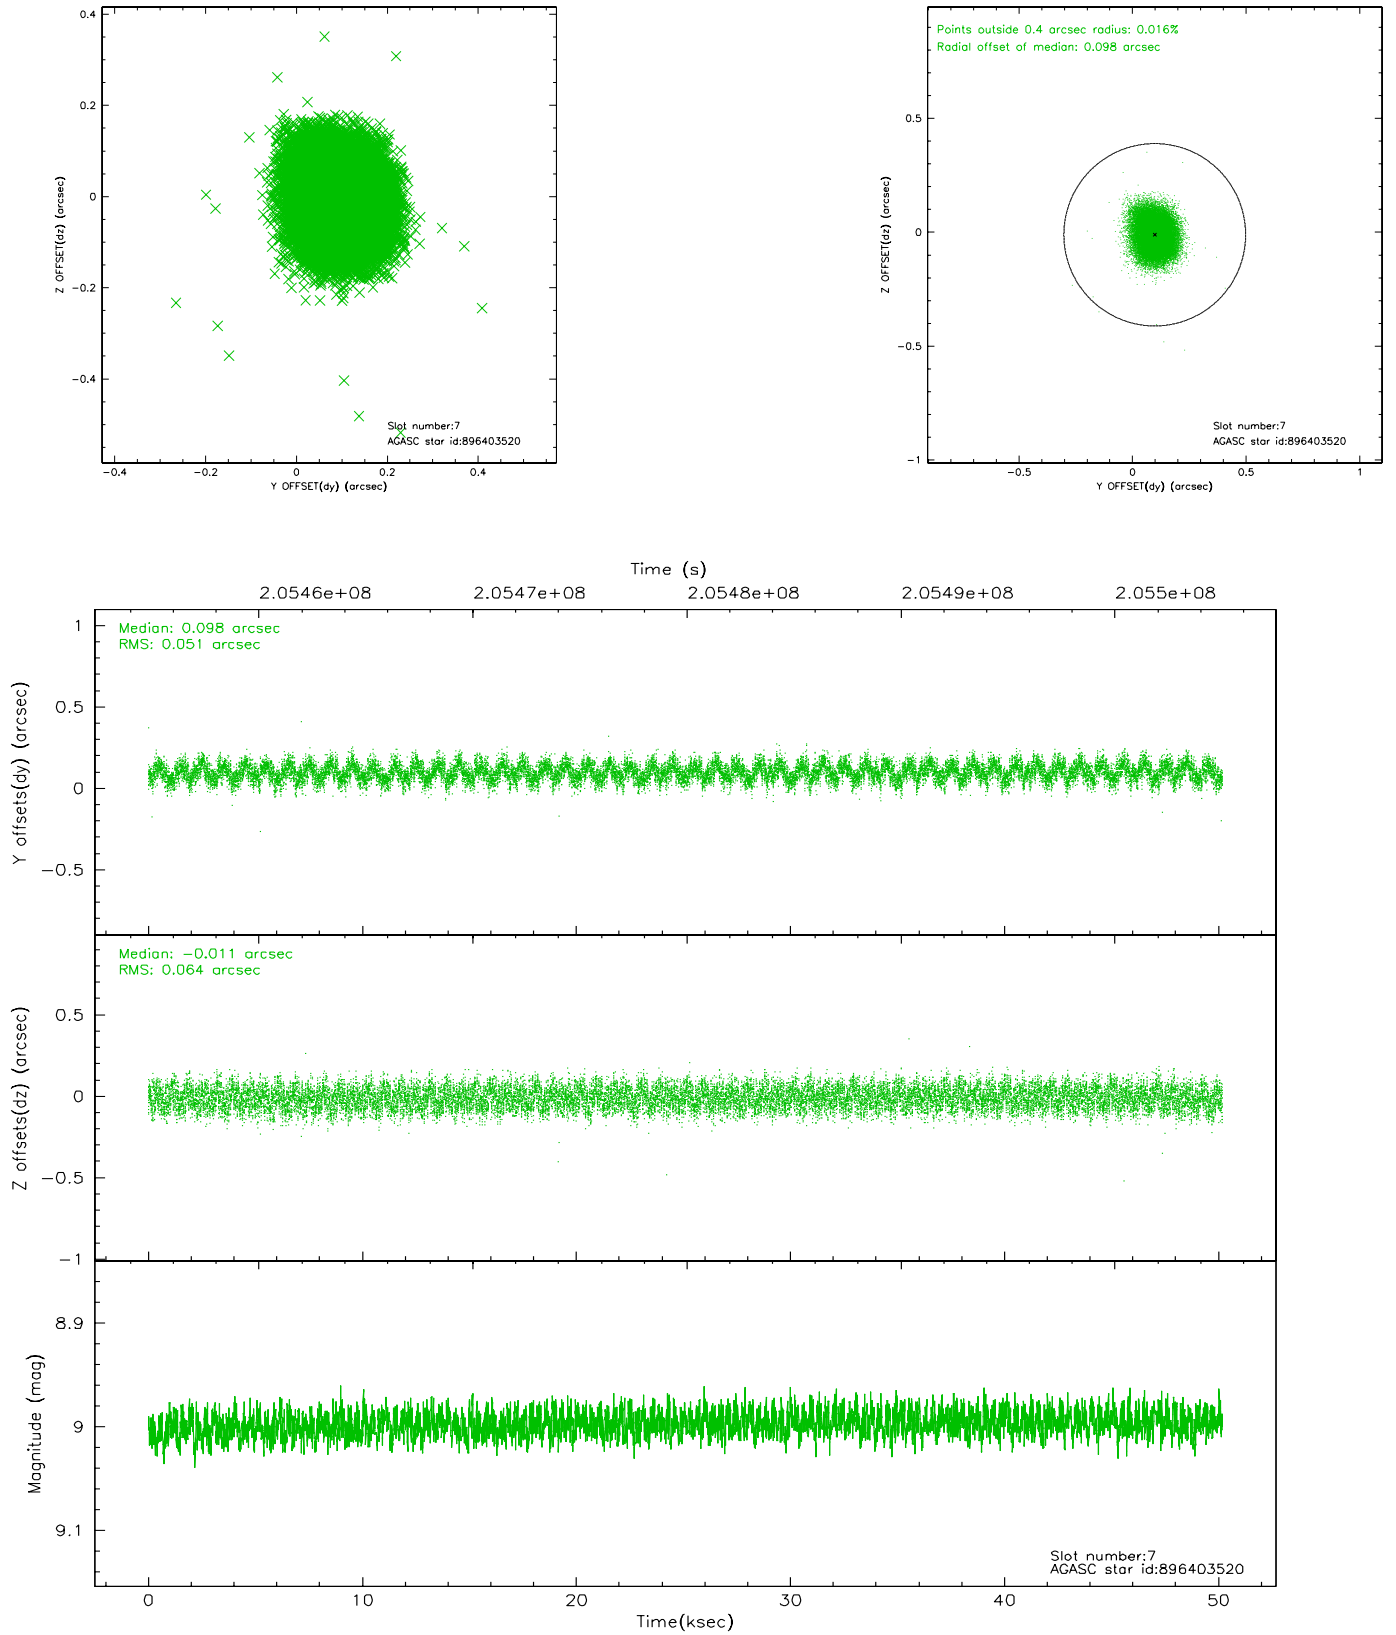 0.4
0.2
0
−0.2
−0.4
Z OFFSET(dz) (arcsec)
Slot number:7
AGASC star id:896403520
−0.4
−0.2
0
0.2
0.4
Y OFFSET(dy) (arcsec)
Points outside 0.4 arcsec radius: 0.016%
Radial offset of median: 0.098 arcsec
0.5
0
−0.5
−1
Z OFFSET(dz) (arcsec)
Slot number:7
AGASC star id:896403520
−0.5
0
0.5
1
Y OFFSET(dy) (arcsec)
Time (s)
2.0546e+08
2.0547e+08
2.0548e+08
2.0549e+08
2.055e+08
Median: 0.098 arcsec
RMS: 0.051 arcsec
1
0.5
0
−0.5
Y offsets(dy) (arcsec)
Median: −0.011 arcsec
RMS: 0.064 arcsec
0.5
0
−0.5
−1
Z offsets(dz) (arcsec)
8.9
9
9.1
Magnitude (mag)
Slot number:7
AGASC star id:896403520
0
10
20
30
40
50
Time(ksec)